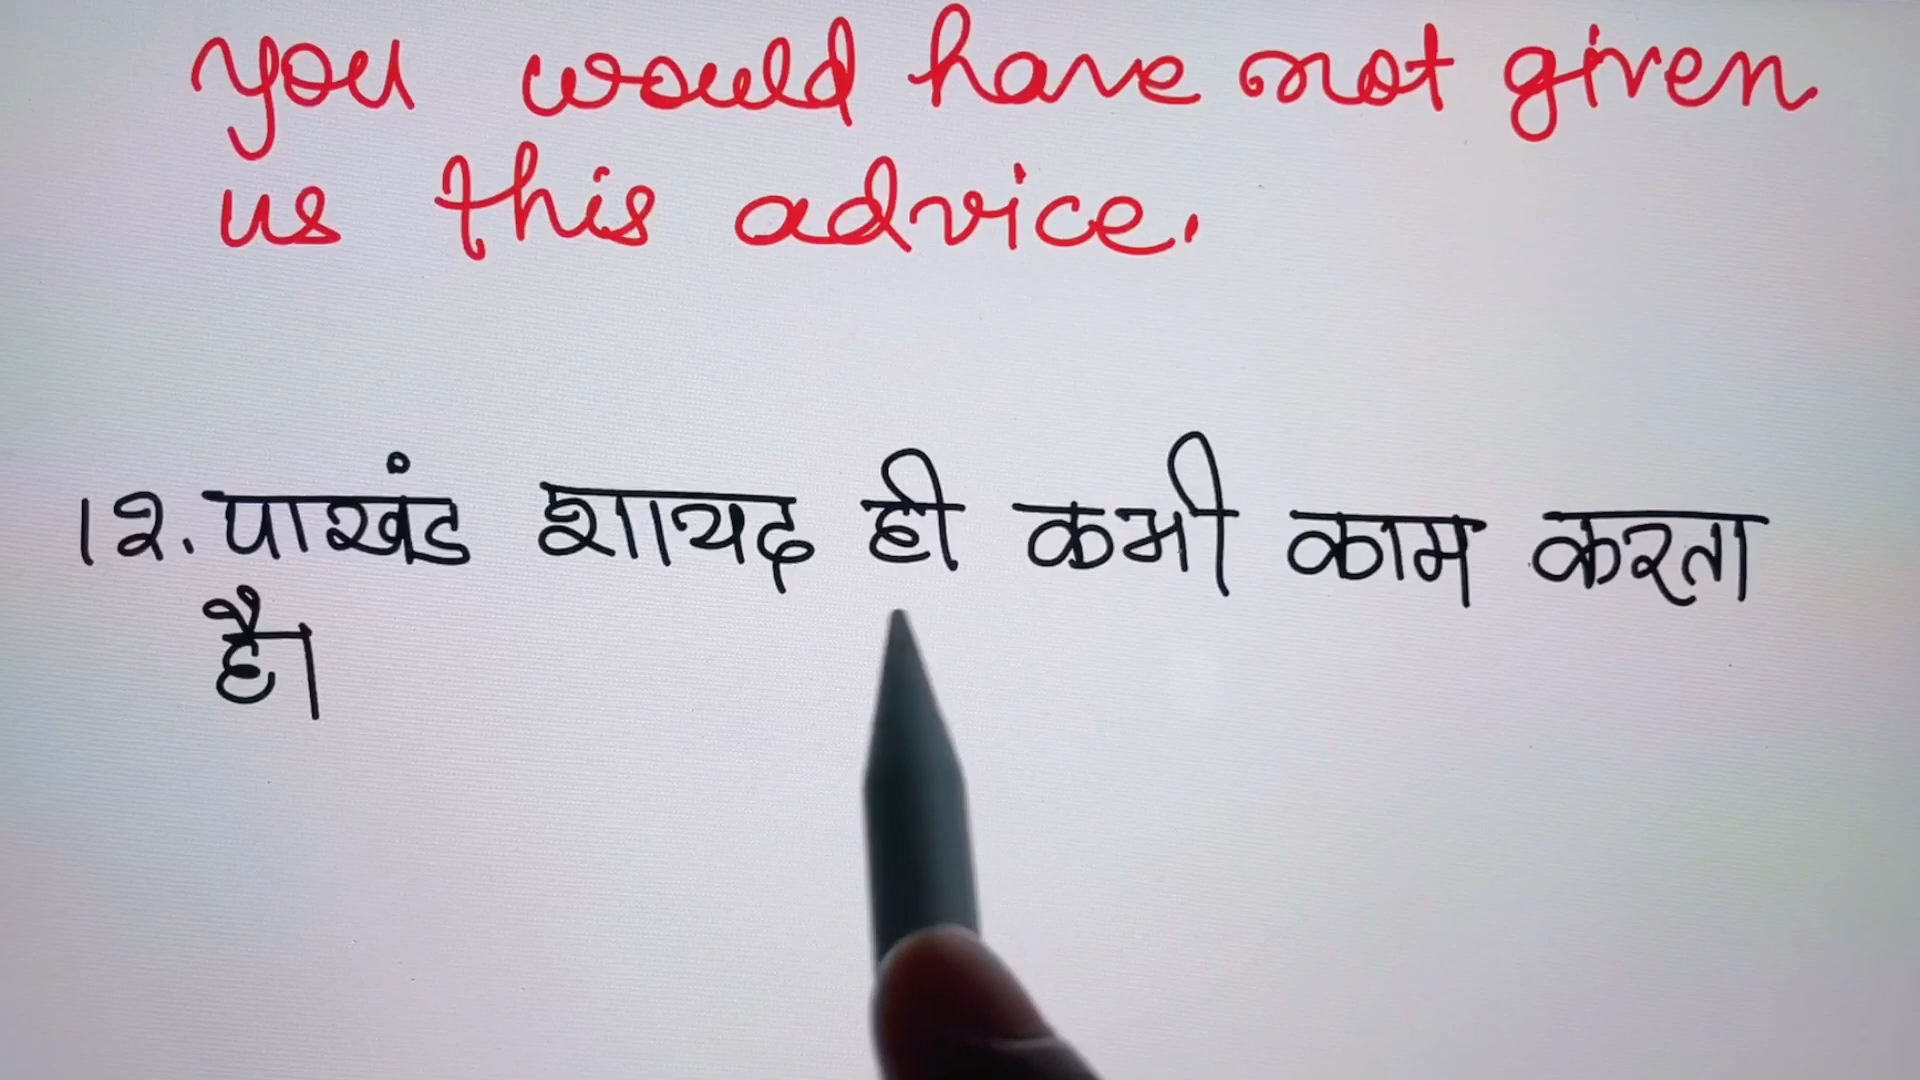 you would have not given
us this advice.
12. पाखंड शायद ही कभी काम करता
है।